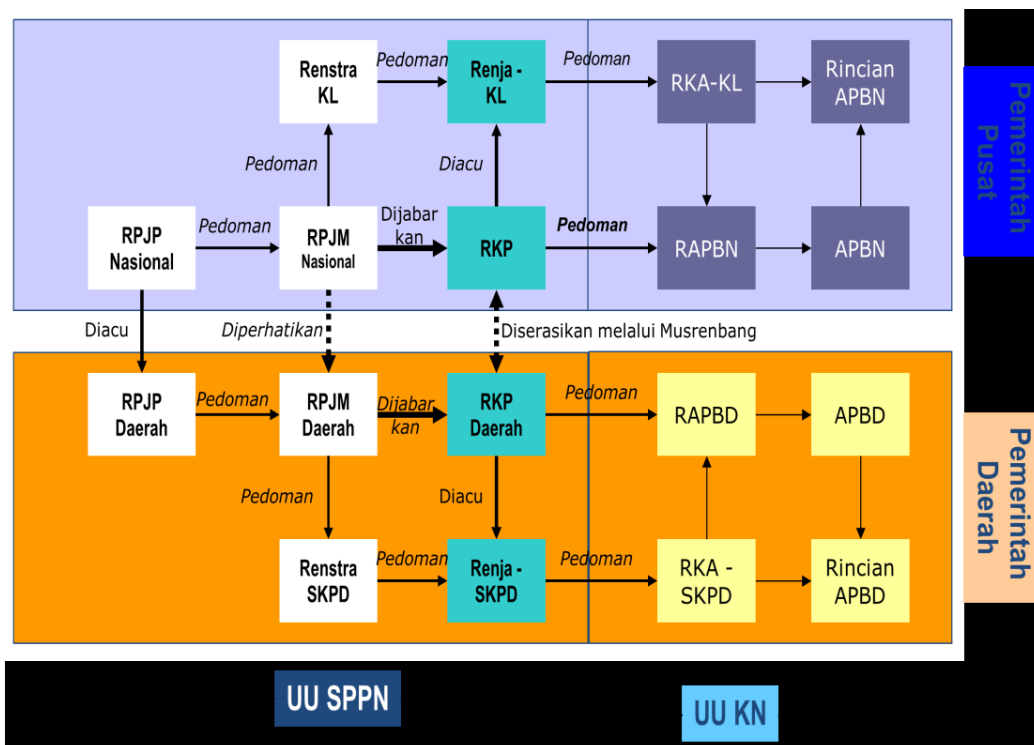 Renstra
KL
Pedoman
Renja -
KL
Pedoman
RKA-KL
Rincian
APBN
Pemerintah
Pusat
Pedoman
Diacu
RPJP
Nasional
Pedoman
RPJM
Nasional
Dijabar
kan
RKP
Pedoman
RAPBN
APBN
Diacu
Diperhatikan
Diserasikan melalui Musrenbang
RPJP
Daerah
Pedoman
RPJM
Daerah
Dijabar
kan
RKP
Daerah
Pedoman
RAPBD
APBD
Pemerintah
Daerah
Pedoman
Diacu
Renstra
SKPD
Pedoman
Renja -
SKPD
Pedoman
RKA -
SKPD
Rincian
APBD
UU SPPN
UU KN